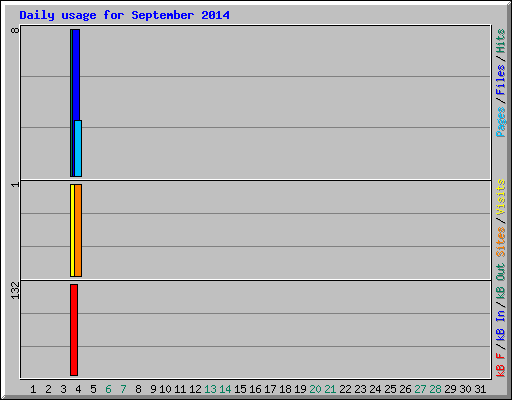 Daily usage for September 2014
8
1
132
Pages / Files / Hits
Sites / Visits
kB F / kB In / kB Out
1 2 3 4 5 6 7 8 9 10 11 12 13 14 15 16 17 18 19 20 21 22 23 24 25 26 27 28 29 30 31